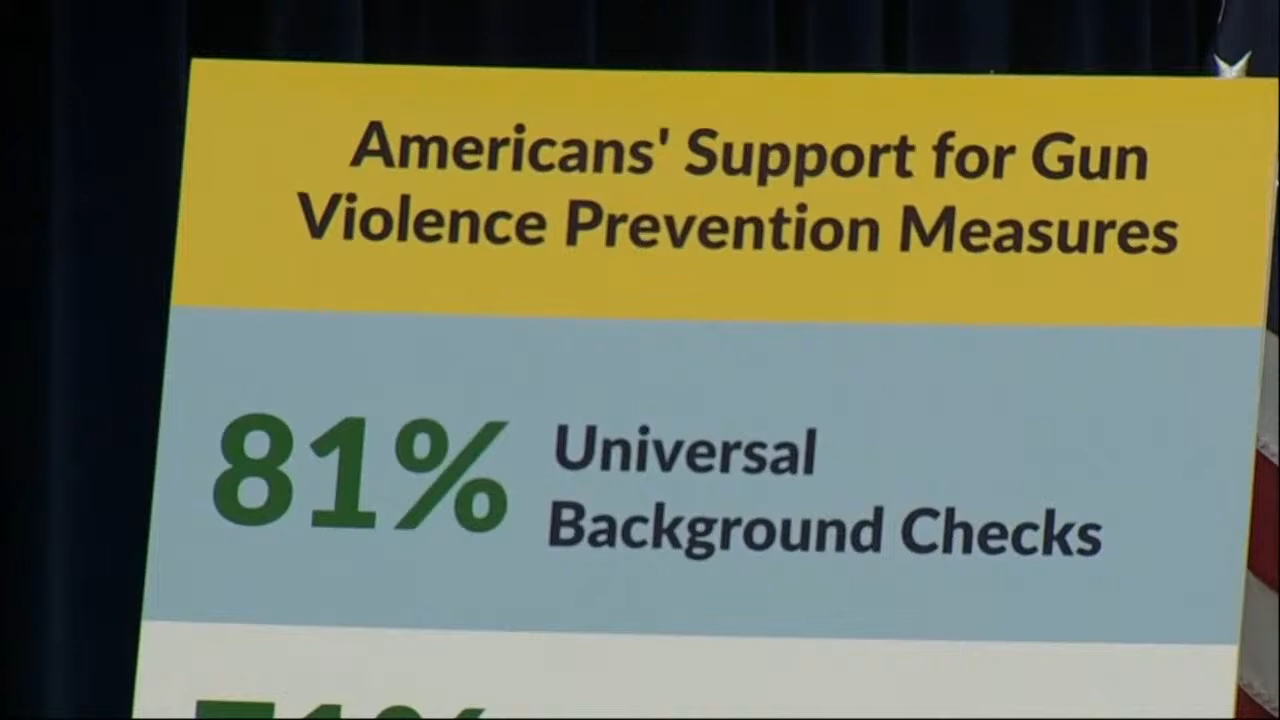 Americans' Support for Gun
Violence Prevention Measures
81% Universal
Background Checks